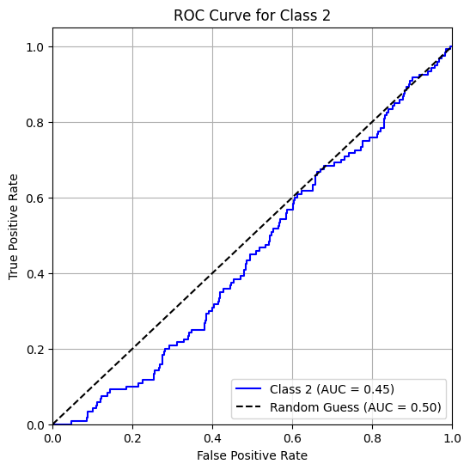 ROC Curve for Class 2
True Positive Rate
1.0
0.8
0.6
0.4
0.2
0.0
Class 2 (AUC = 0.45)
Random Guess (AUC = 0.50)
0.0 0.2 0.4 0.6 0.8 1.0
False Positive Rate